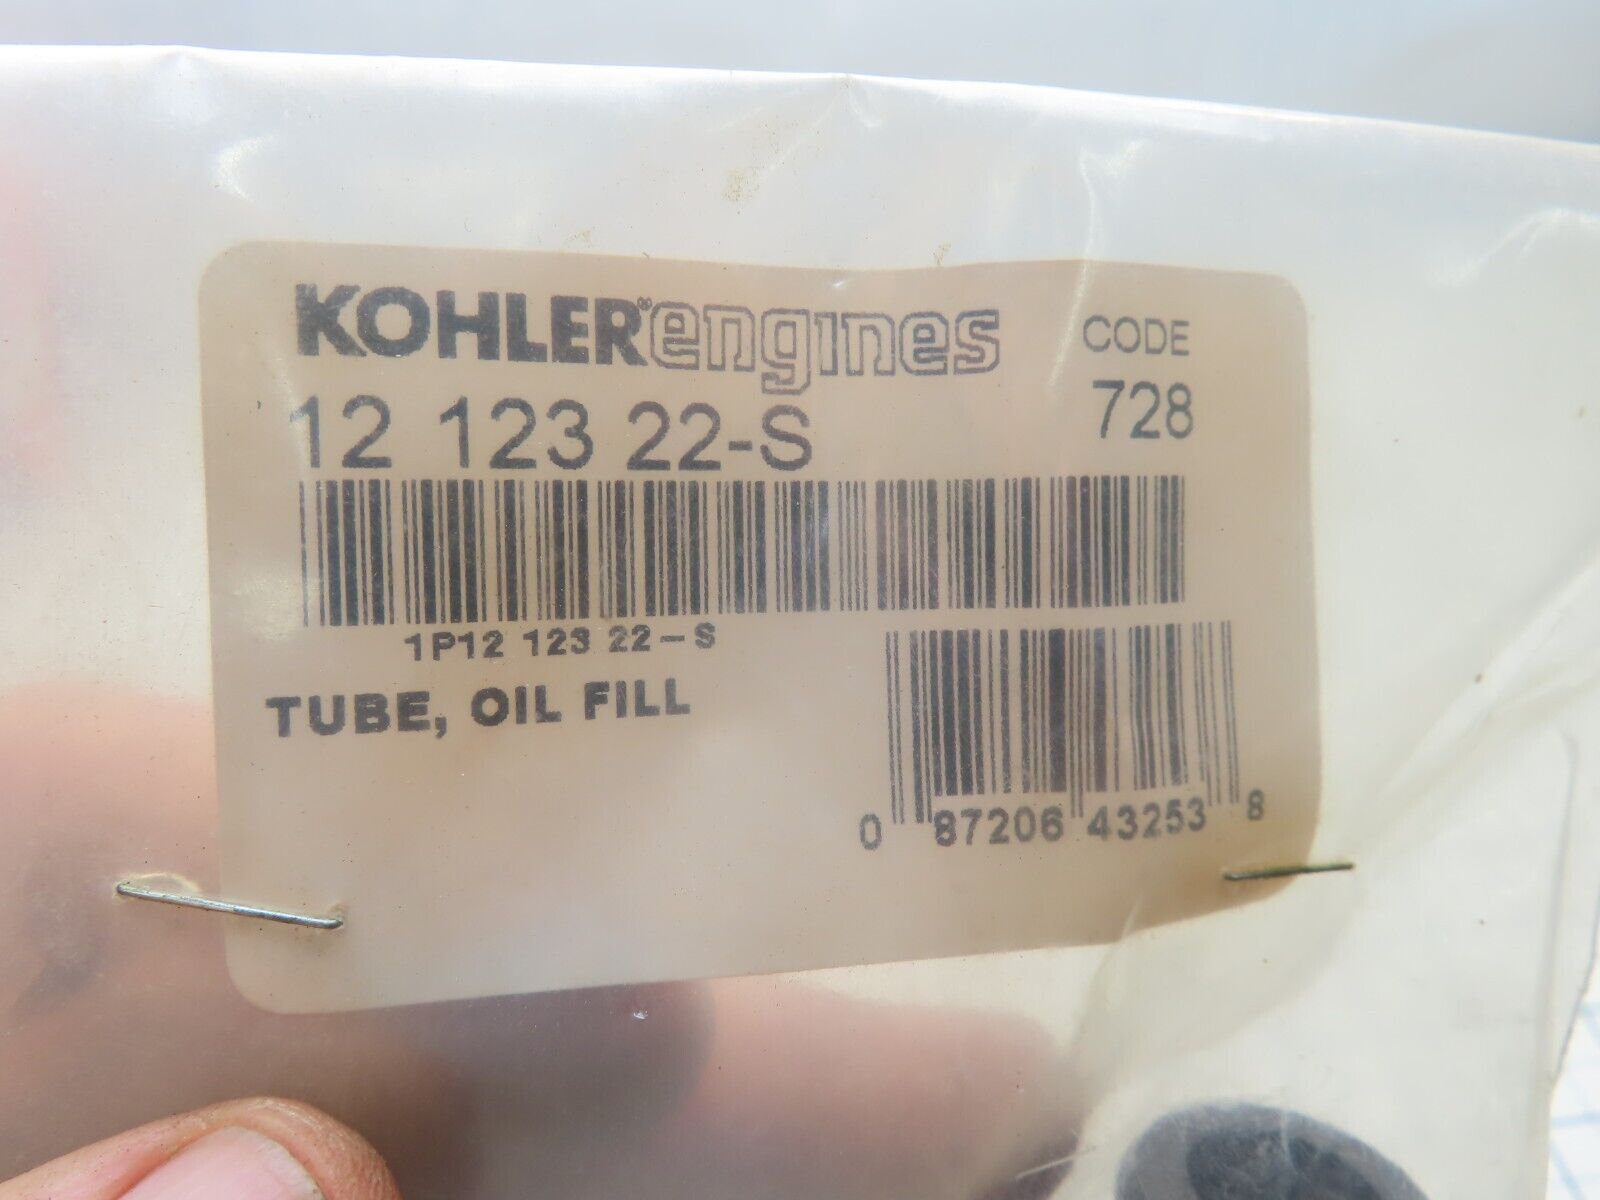 KOHLER engines CODE
12 123 22-S 728
1P12 123 22-S
TUBE, OIL FILL
0 87206 43253 8